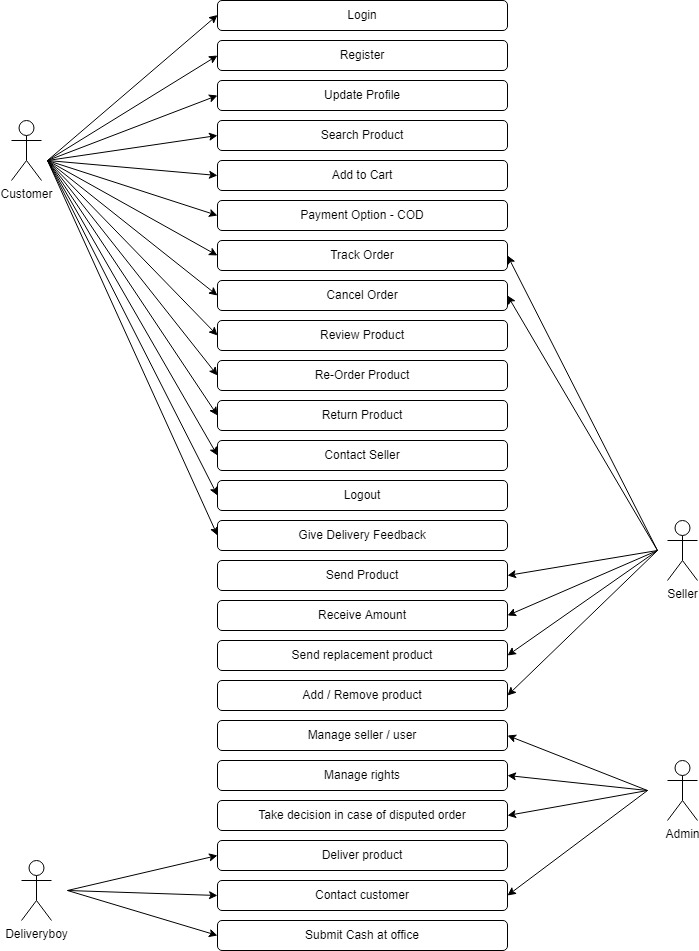 Login
Register
Update Profile
Search Product
Add to Cart
Customer
Payment Option - COD
Track Order
Cancel Order
Review Product
Re-Order Product
Return Product
Contact Seller
Logout
Give Delivery Feedback
Send Product
Seller
Receive Amount
Send replacement product
Add / Remove product
Manage seller / user
Manage rights
Take decision in case of disputed order
Admin
Deliver product
Contact customer
Deliveryboy
Submit Cash at office